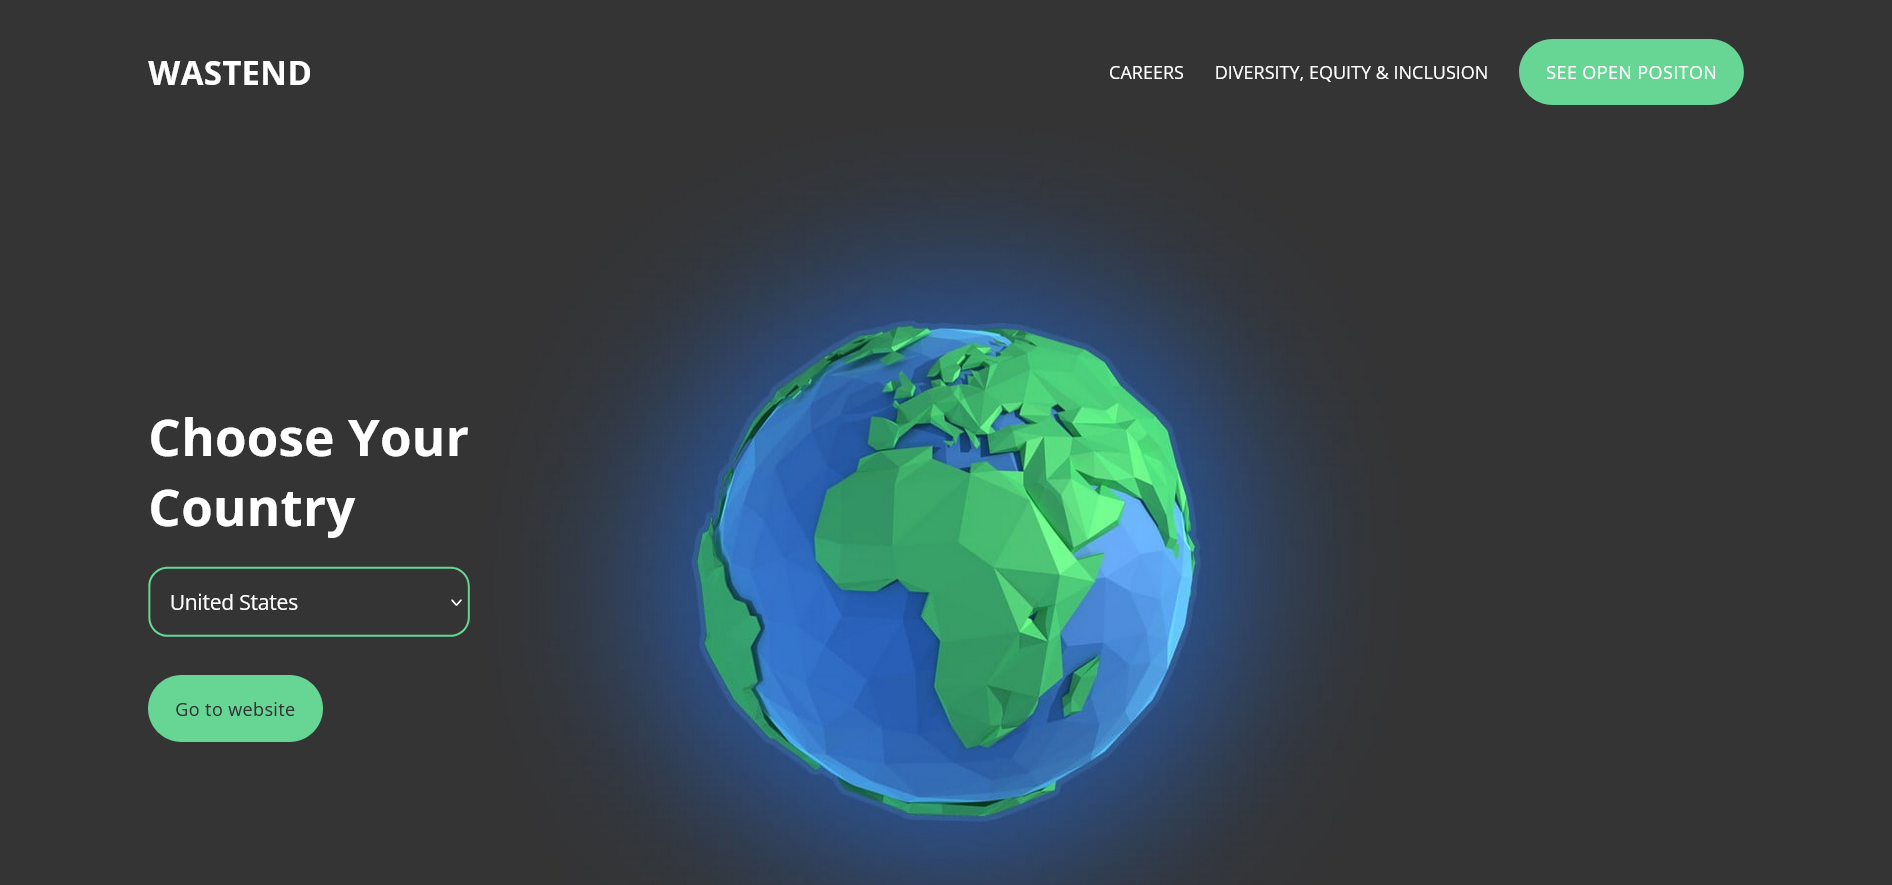 WASTEND
CAREERS
DIVERSITY, EQUITY & INCLUSION
SEE OPEN POSITON
Choose Your
Country
United States
Go to website